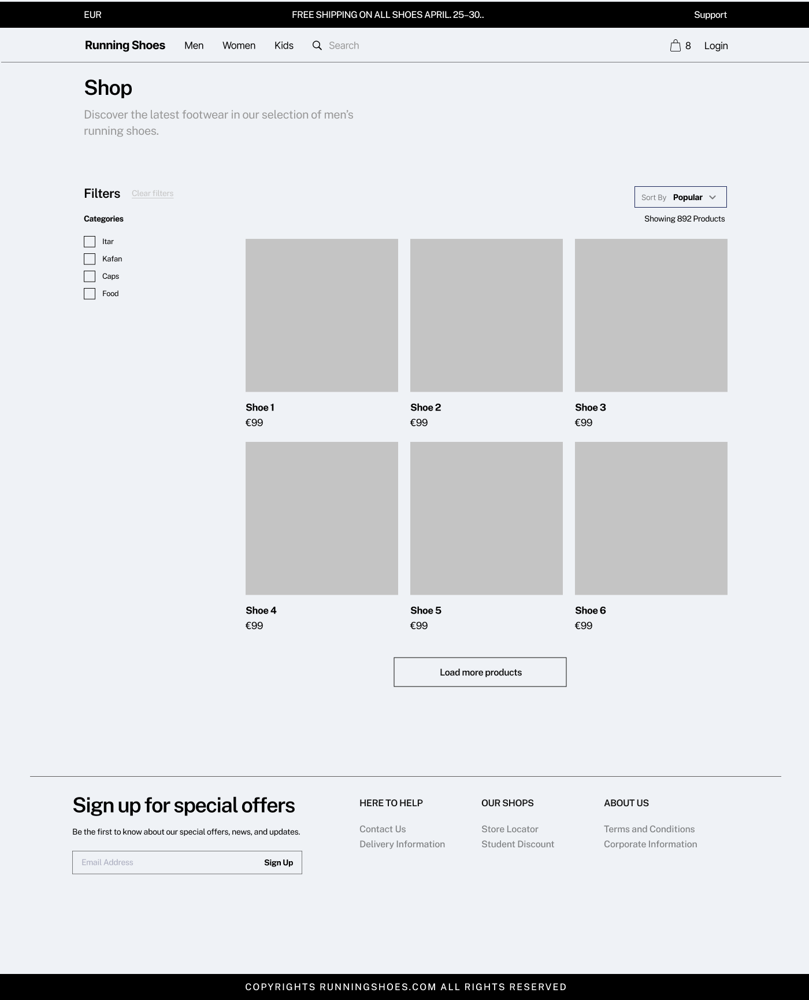 EUR
FREE SHIPPING ON ALL SHOES APRIL. 25–30..
Support
Running Shoes
Men
Women
Kids
Search
8
Login
Shop
Discover the latest footwear in our selection of men’s
running shoes.
Filters
Clear filters
Sort By Popular
Categories
Showing 892 Products
Itar
Kafan
Caps
Food
Shoe 1
€99
Shoe 2
€99
Shoe 3
€99
Shoe 4
€99
Shoe 5
€99
Shoe 6
€99
Load more products
Sign up for special offers
Be the first to know about our special offers, news, and updates.
Email Address
Sign Up
HERE TO HELP
Contact Us
Delivery Information
OUR SHOPS
Store Locator
Student Discount
ABOUT US
Terms and Conditions
Corporate Information
COPYRIGHTS RUNNINGSHOES.COM ALL RIGHTS RESERVED